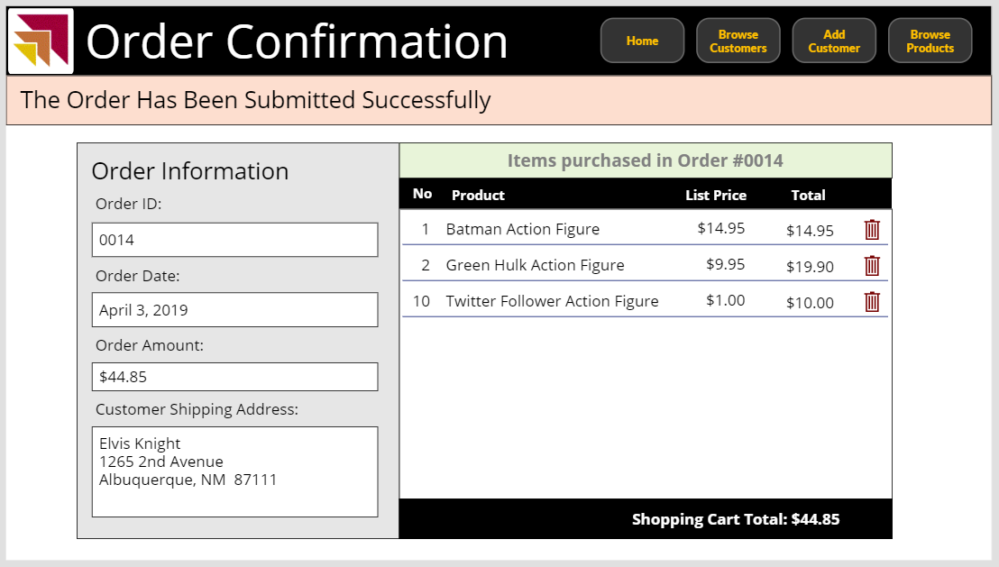 Order Confirmation
Home
Browse
Customers
Add
Customer
Browse
Products
The Order Has Been Submitted Successfully
Order Information
Order ID:
0014
Order Date:
April 3, 2019
Order Amount:
$44.85
Customer Shipping Address:
Elvis Knight
1265 2nd Avenue
Albuquerque, NM  87111
Items purchased in Order #0014
No Product List Price Total
1 Batman Action Figure $14.95 $14.95
2 Green Hulk Action Figure $9.95 $19.90
10 Twitter Follower Action Figure $1.00 $10.00
Shopping Cart Total: $44.85